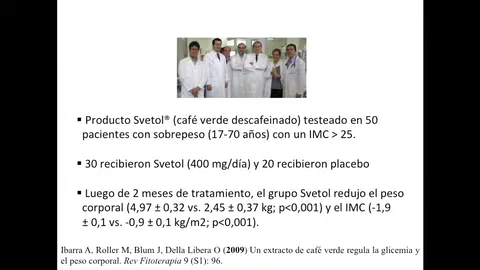 ▪ Producto Svetol® (café verde descafeinado) testeado en 50
pacientes con sobrepeso (17-70 años) con un IMC > 25.
▪ 30 recibieron Svetol (400 mg/día) y 20 recibieron placebo
▪ Luego de 2 meses de tratamiento, el grupo Svetol redujo el peso
corporal (4,97 ± 0,32 vs. 2,45 ± 0,37 kg; p<0,001) y el IMC (-1,9
± 0,1 vs. -0,9 ± 0,1 kg/m2; p<0,001).
Ibarra A, Roller M, Blum J, Della Libera O (2009) Un extracto de café verde regula la glicemia y
el peso corporal. Rev Fitoterapia 9 (S1): 96.